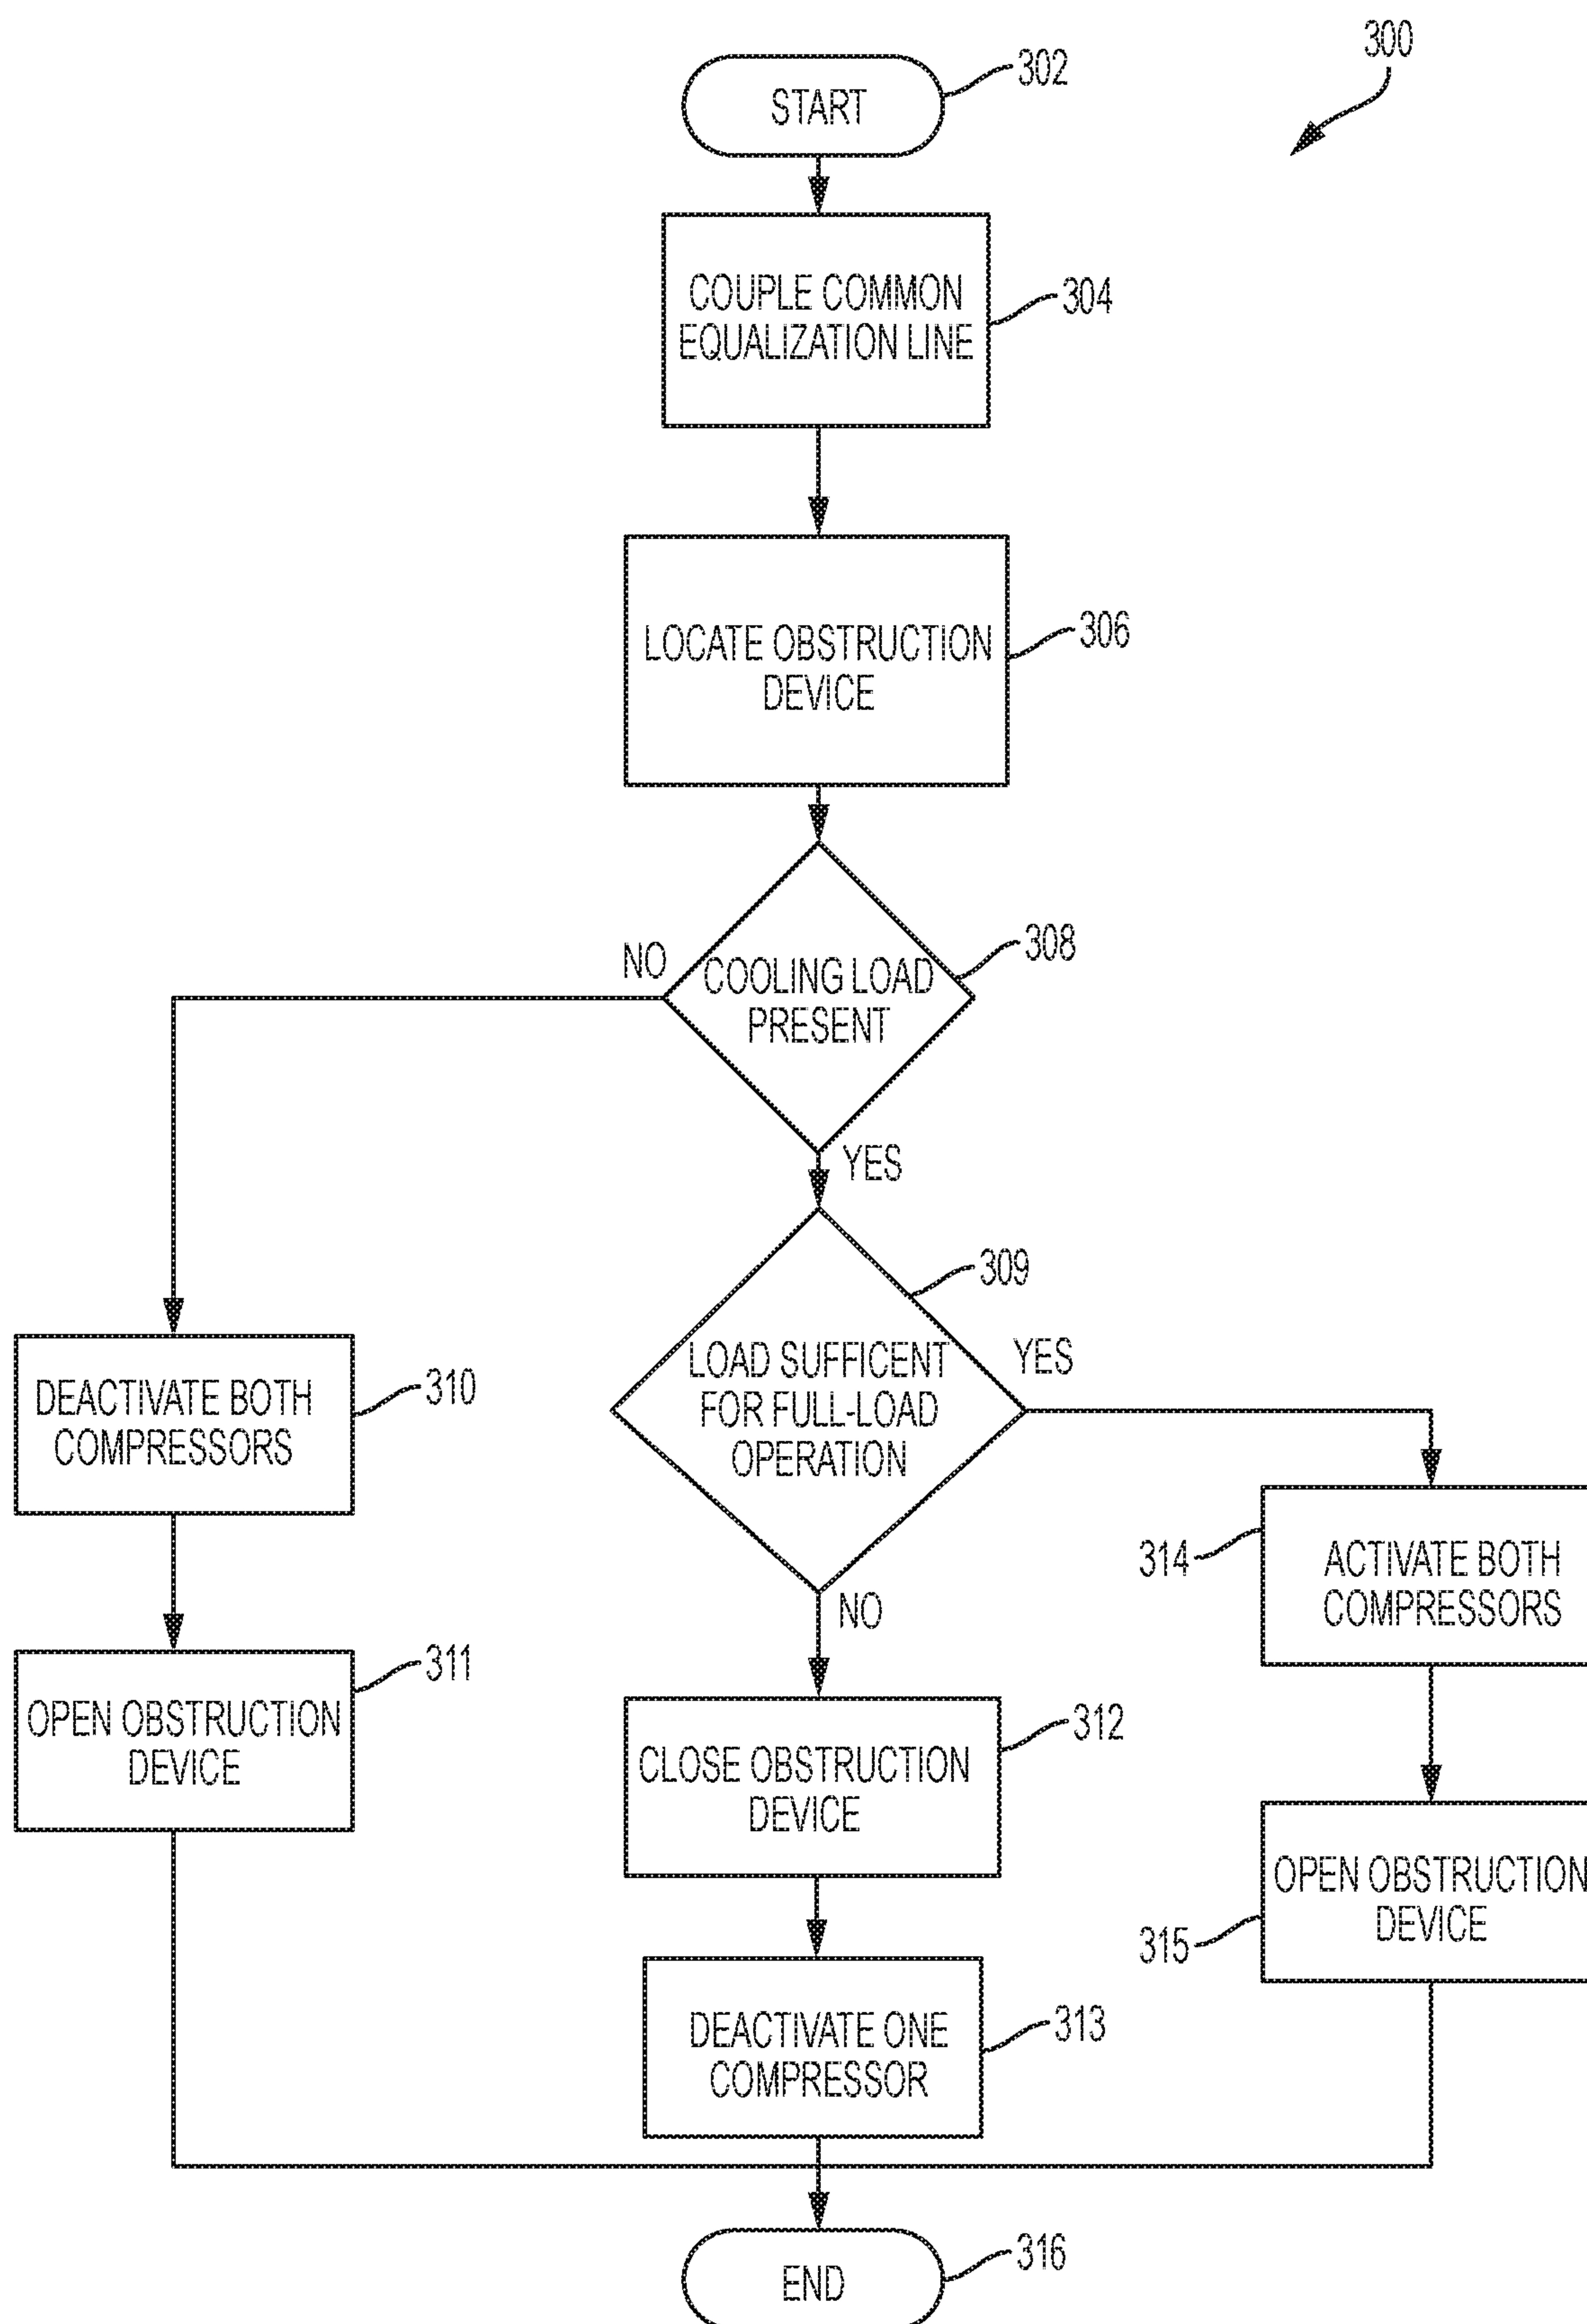 300
START
302
COUPLE COMMON
EQUALIZATION LINE
304
LOCATE OBSTRUCTION
DEVICE
306
COOLING LOAD
PRESENT
308
NO
YES
LOAD SUFFICENT
FOR FULL-LOAD
OPERATION
309
YES
NO
DEACTIVATE BOTH
COMPRESSORS
310
OPEN OBSTRUCTION
DEVICE
311
CLOSE OBSTRUCTION
DEVICE
312
DEACTIVATE ONE
COMPRESSOR
313
314
ACTIVATE BOTH
COMPRESSORS
315
OPEN OBSTRUCTION
DEVICE
END
316